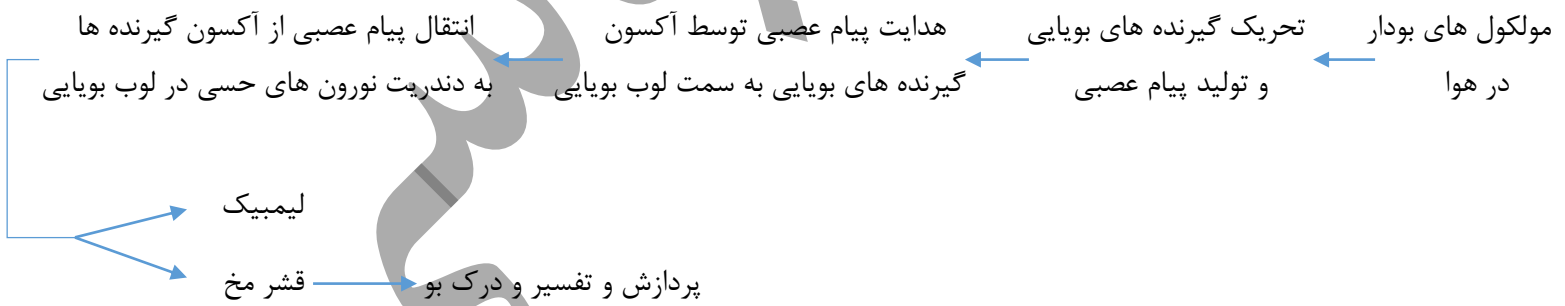 مولکول های بودار
در هوا
تحریک گیرنده های بویایی
و تولید پیام عصبی
هدایت پیام عصبی توسط آکسون
گیرنده های بویایی به سمت لوب بویایی
انتقال پیام عصبی از آکسون گیرنده ها
به دندریت نورون های حسی در لوب بویایی
لیمبیک
قشر مخ
پردازش و تفسیر و درک بو